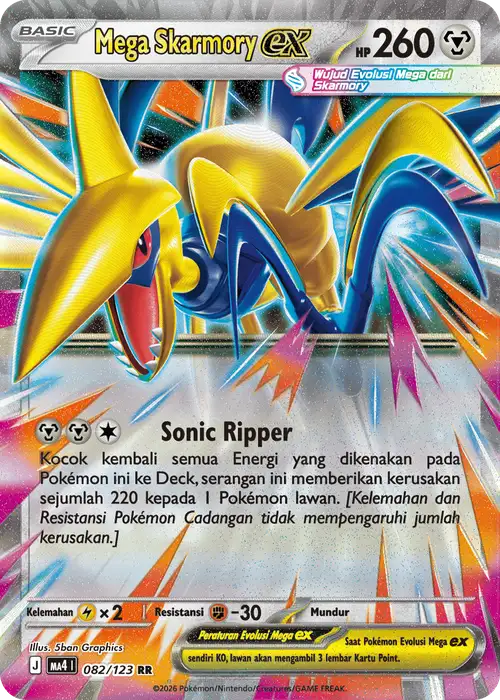 BASIC
Mega Skarmory ex
HP 260
Wujud Evolusi Mega dari
Skarmory
Sonic Ripper
Kocok kembali semua Energi yang dikenakan pada
Pokémon ini ke Deck, serangan ini memberikan kerusakan
sejumlah 220 kepada 1 Pokémon lawan. [Kelemahan dan
Resistansi Pokémon Cadangan tidak mempengaruhi jumlah
kerusakan.]
Kelemahan ×2 Resistansi -30 Mundur
Illus. 5ban Graphics
Peraturan Evolusi Mega ex
Saat Pokémon Evolusi Mega ex
sendiri KO, lawan akan mengambil 3 lembar Kartu Point.
J MA4 I 082/123 RR
©2026 Pokémon/Nintendo/Creatures/GAME FREAK.